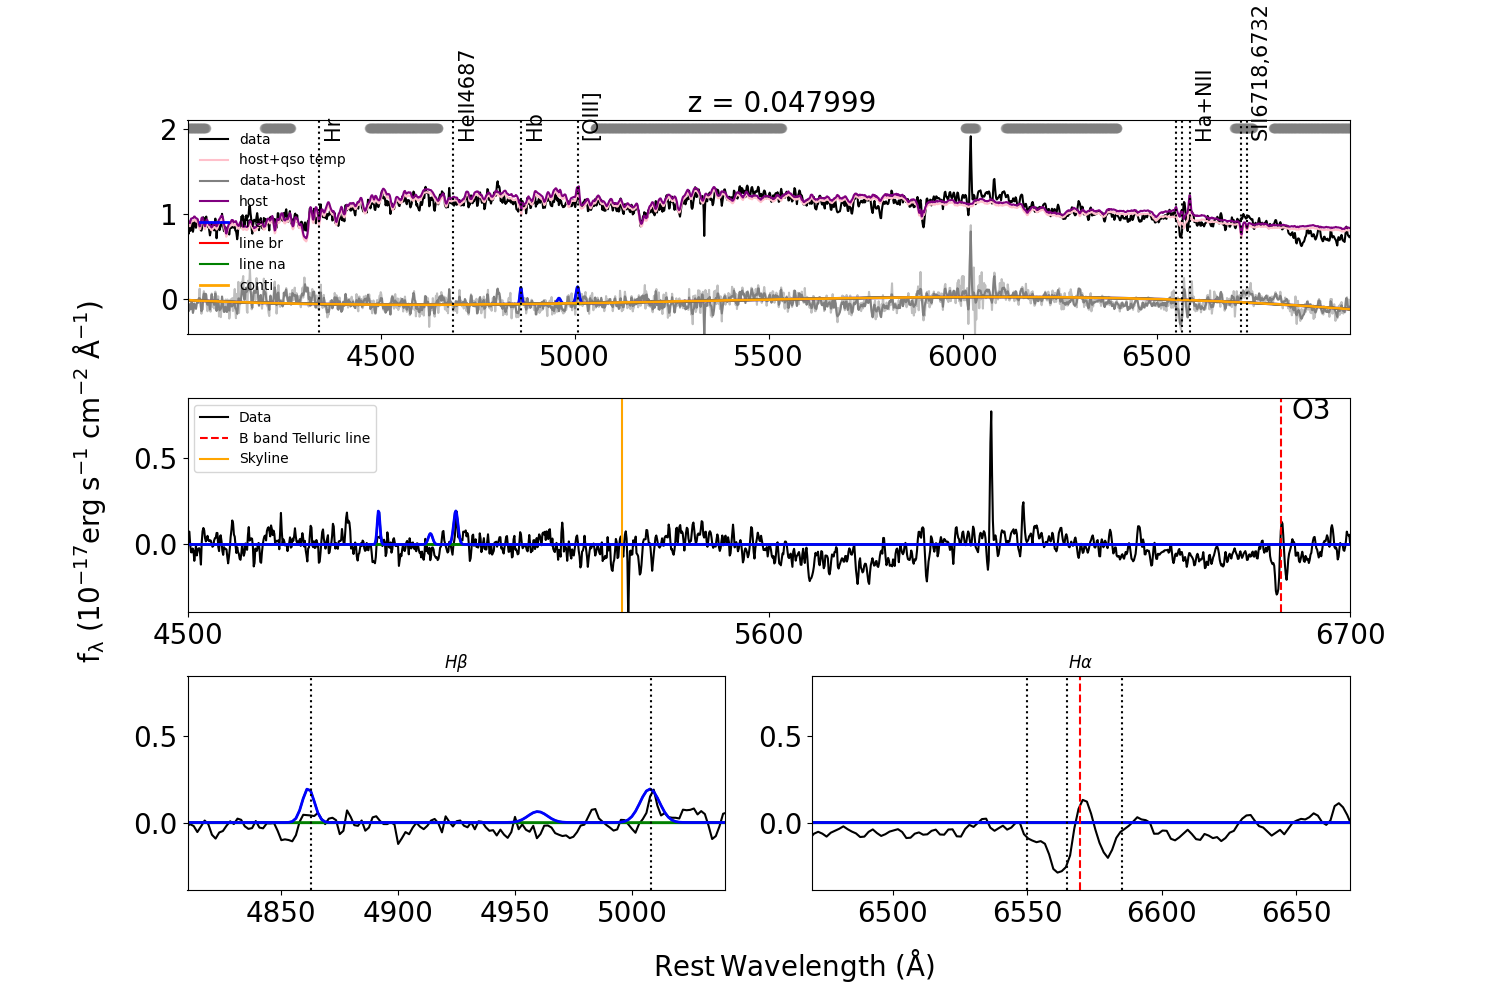 z = 0.047999
Hr
HeII4687
Hb
[OIII]
Ha+NII
SII6718,6732
data
host+qso temp
data-host
host
line br
line na
conti
2
1
0
4500 5000 5500 6000 6500
f_λ (10^−17 erg s^−1 cm^−2 Å^−1)
Data
B band Telluric line
Skyline
O3
0.5
0.0
4500 5600 6700
Hβ
0.5
0.0
4850 4900 4950 5000
Hα
0.5
0.0
6500 6550 6600 6650
Rest Wavelength (Å)